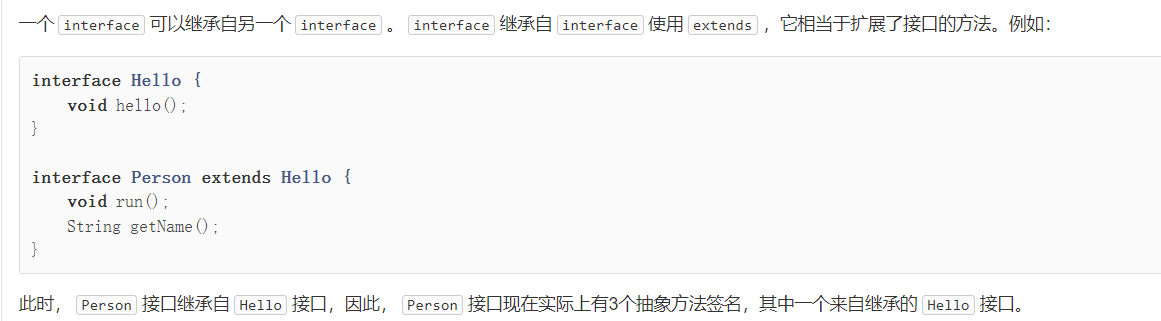 一个 interface 可以继承自另一个 interface 。 interface 继承自 interface 使用 extends ，它相当于扩展了接口的方法。例如：
interface Hello {
    void hello();
}
interface Person extends Hello {
    void run();
    String getName();
}
此时， Person 接口继承自 Hello 接口，因此， Person 接口现在实际上有3个抽象方法签名，其中一个来自继承的 Hello 接口。